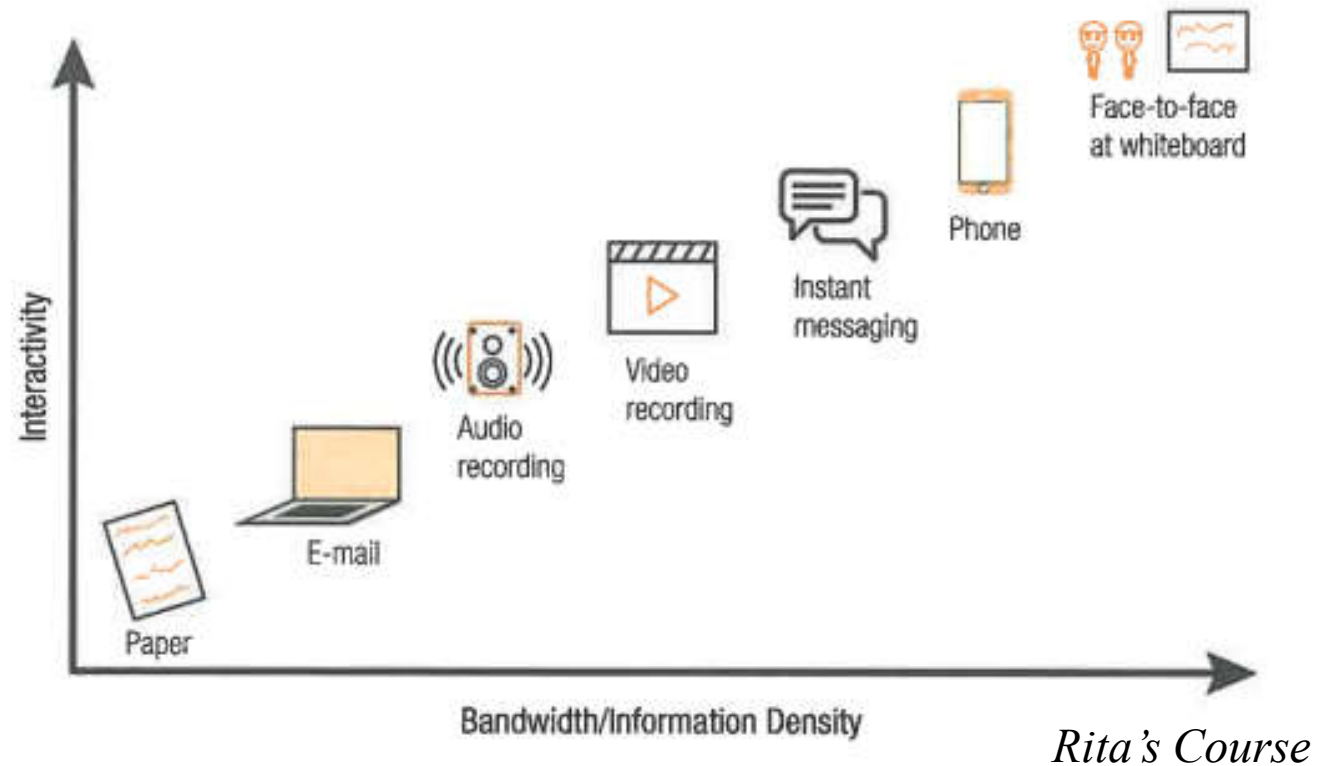 Face-to-face
at whiteboard
Phone
Instant
messaging
Video
recording
Audio
recording
E-mail
Paper
Interactivity
Bandwidth/Information Density
Rita's Course